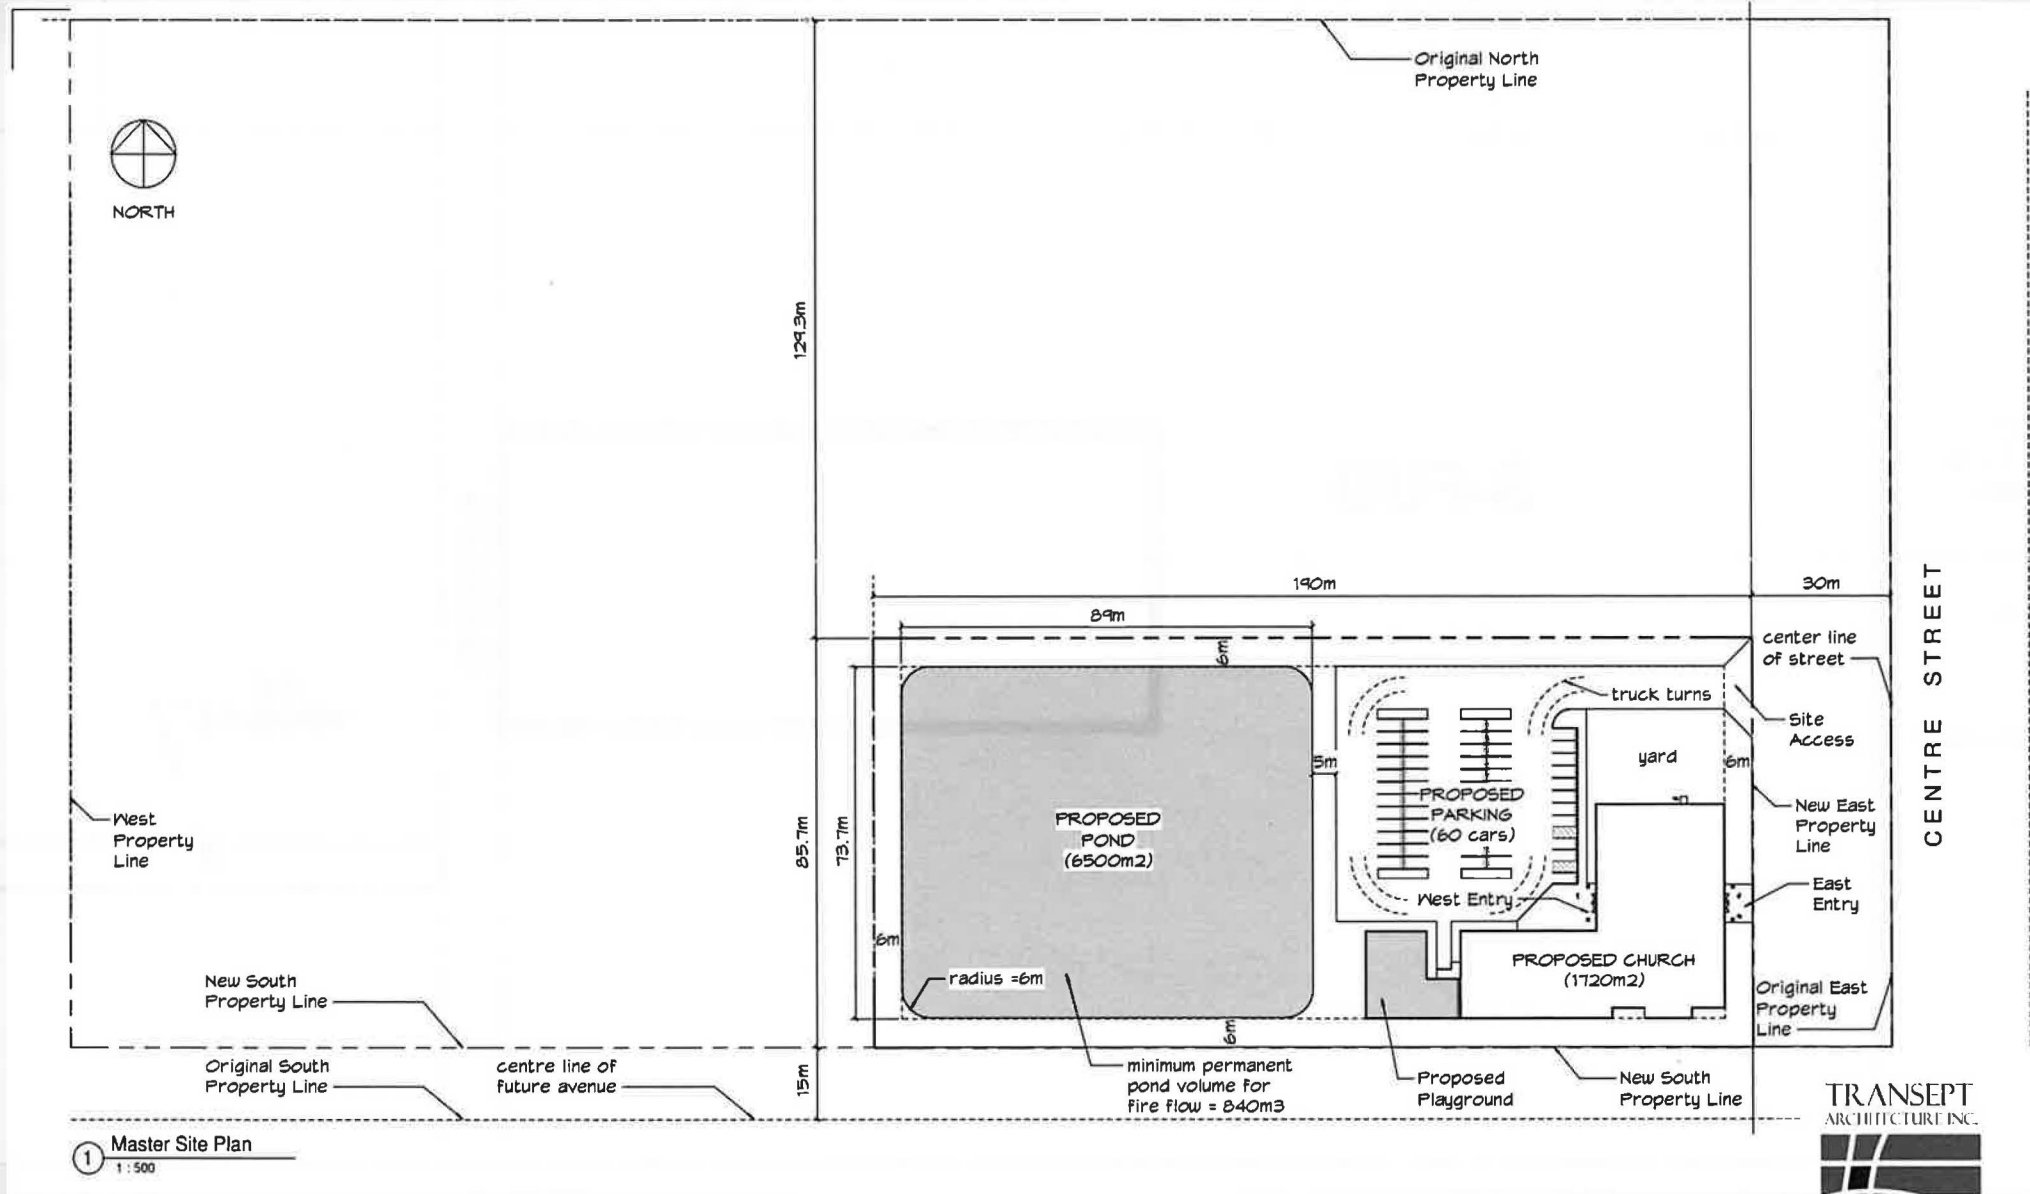 Original North
Property Line
NORTH
129.3m
190m
30m
89m
6m
center line
of street
CENTRE STREET
truck turns
Site
Access
yard
6m
5m
PROPOSED
PARKING
(60 cars)
PROPOSED
POND
(6500m2)
85.7m
73.7m
West
Property
Line
New East
Property
Line
East
Entry
West Entry
6m
radius =6m
PROPOSED CHURCH
(1720m2)
Original East
Property
Line
New South
Property Line
Original South
Property Line
centre line of
future avenue
15m
6m
minimum permanent
pond volume for
fire flow = 840m3
Proposed
Playground
New South
Property Line
TRANSEPT
ARCHITECTURE INC.
1
Master Site Plan
1 : 500